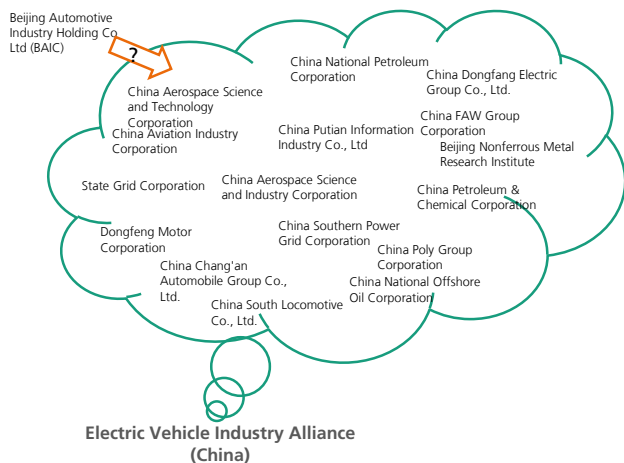 Beijing Automotive
Industry Holding Co
Ltd (BAIC)
?
China National Petroleum
Corporation
China Dongfang Electric
Group Co., Ltd.
China Aerospace Science
and Technology
Corporation
China FAW Group
Corporation
China Aviation Industry
Corporation
China Putian Information
Industry Co., Ltd
Beijing Nonferrous Metal
Research Institute
State Grid Corporation
China Aerospace Science
and Industry Corporation
China Petroleum &
Chemical Corporation
Dongfeng Motor
Corporation
China Southern Power
Grid Corporation
China Poly Group
Corporation
China Chang'an
Automobile Group Co.,
Ltd.
China National Offshore
Oil Corporation
China South Locomotive
Co., Ltd.
Electric Vehicle Industry Alliance
(China)